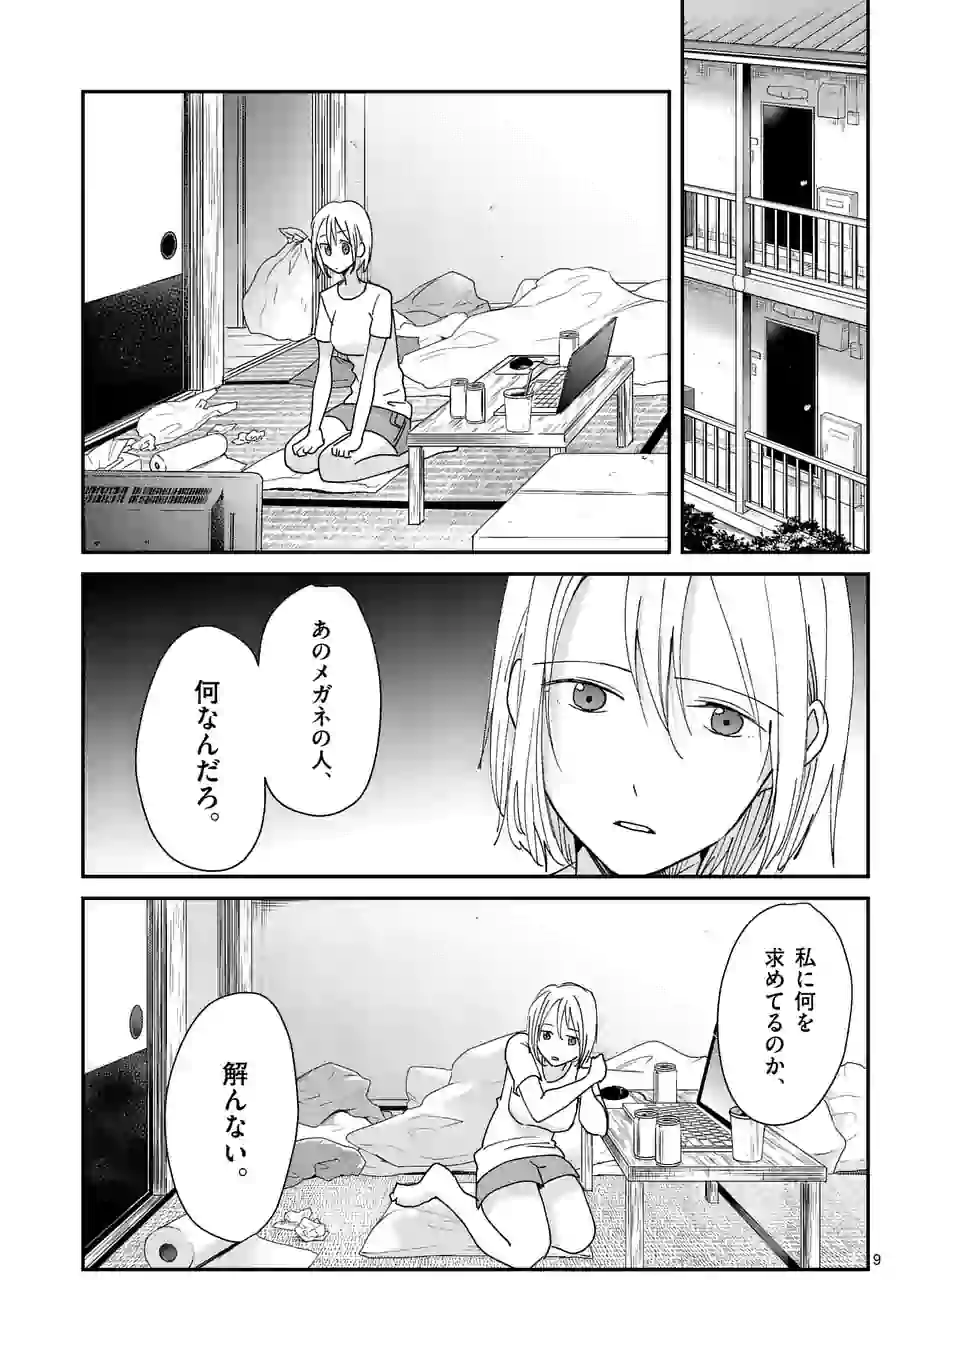 あのメガネの人、
何なんだろ。
私に何を
求めてるのか、
解んない。
9